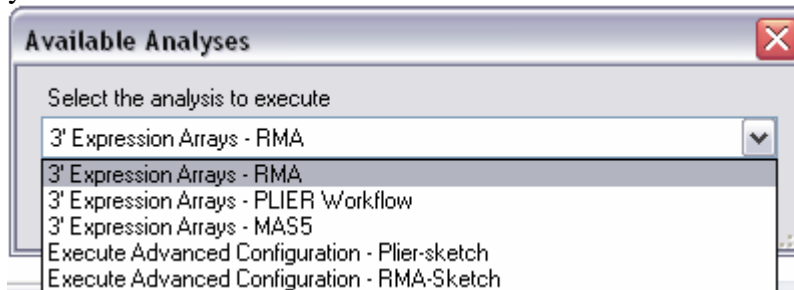 Available Analyses
Select the analysis to execute
3' Expression Arrays - RMA
3' Expression Arrays - RMA
3' Expression Arrays - PLIER Workflow
3' Expression Arrays - MAS5
Execute Advanced Configuration - Plier-sketch
Execute Advanced Configuration - RMA-Sketch